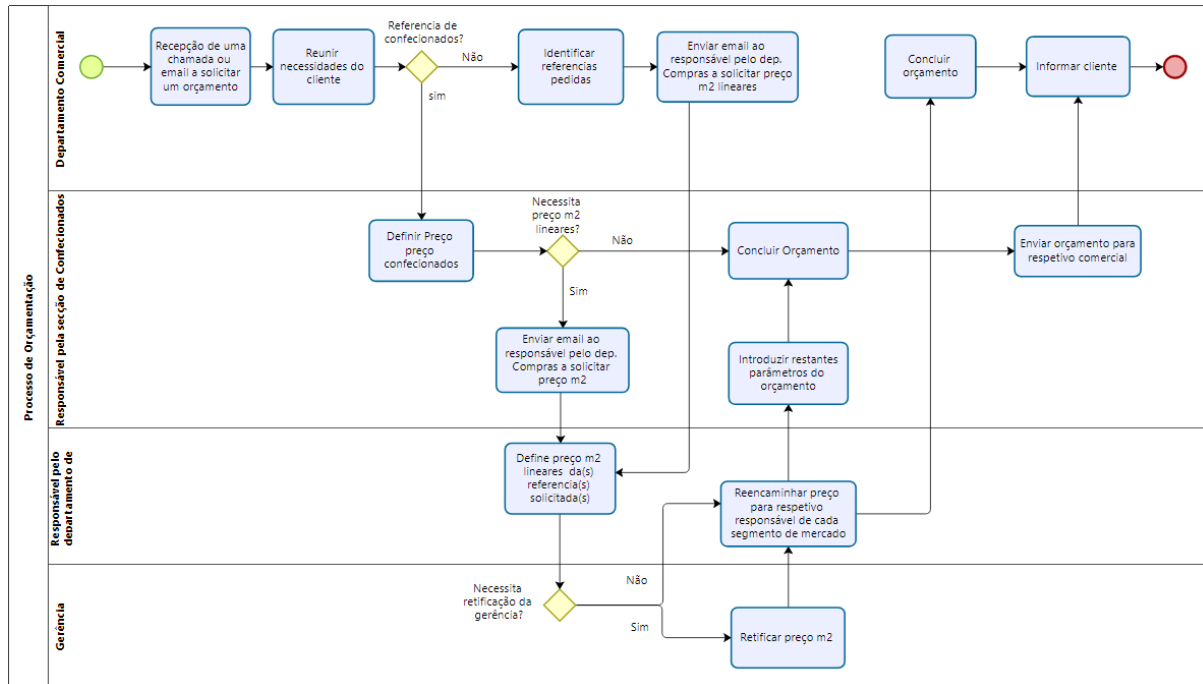 Processo de Orçamentação
Departamento Comercial
Recepção de uma
chamada ou
email a solicitar
um orçamento
Reunir
necessidades do
cliente
Referencia de
confecionados?
Não
sim
Identificar
referencias
pedidas
Enviar email ao
responsável pelo dep.
Compras a solicitar preço
m2 lineares
Concluir
orçamento
Informar cliente
Responsável pela secção de Confecionados
Definir Preço
preço
confecionados
Necessita
preço m2
lineares?
Não
Sim
Concluir Orçamento
Enviar orçamento para
respetivo comercial
Enviar email ao
responsável pelo dep.
Compras a solicitar
preço m2
Introduzir restantes
parâmetros do
orçamento
Responsável pelo
departamento de
Define preço m2
lineares da(s)
referencia(s)
solicitada(s)
Reencaminhar preço
para respetivo
responsável de cada
segmento de mercado
Gerência
Necessita
retificação da
gerência?
Não
Sim
Retificar preço m2